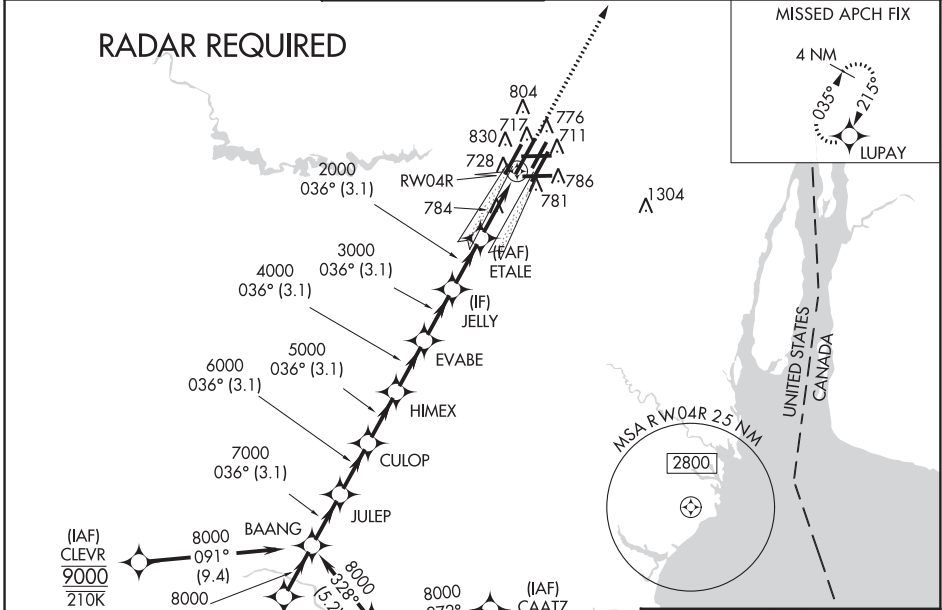 RADAR REQUIRED
MISSED APCH FIX
4 NM
035°
215°
LUPAY
804
717
776
830
711
728
RW04R
786
781
784
1304
2000
036° (3.1)
(FAF)
ETALE
3000
036° (3.1)
(IF)
JELLY
4000
036° (3.1)
EVABE
5000
036° (3.1)
HIMEX
6000
036° (3.1)
CULOP
7000
036° (3.1)
JULEP
BAANG
UNITED STATES
CANADA
MSA RW04R 25 NM
2800
(IAF)
CLEVR
9000
210K
8000
091°
(9.4)
8000
8000
328°
8000
(IAF)
CAATZ